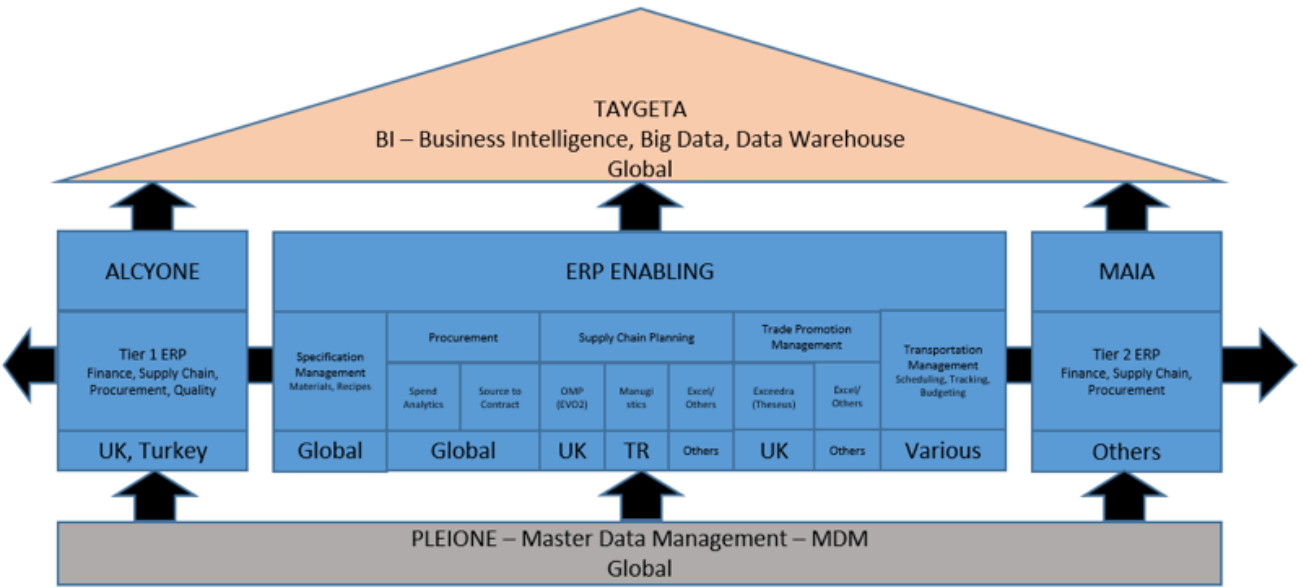 TAYGETA
BI – Business Intelligence, Big Data, Data Warehouse
Global
ALCYONE
ERP ENABLING
MAIA
Tier 1 ERP
Finance, Supply Chain,
Procurement, Quality
Specification
Management
Materials, Recipes
Procurement
Supply Chain Planning
Trade Promotion
Management
Transportation
Management
Scheduling, Tracking,
Budgeting
Tier 2 ERP
Finance, Supply Chain,
Procurement
Spend
Analytics
Source to
Contract
OMP
(EVO2)
Manugi
stics
Excel/
Others
Exceedra
(Theseus)
Excel/
Others
UK, Turkey
Global
Global
UK
TR
Others
UK
Others
Various
Others
PLEIONE – Master Data Management – MDM
Global